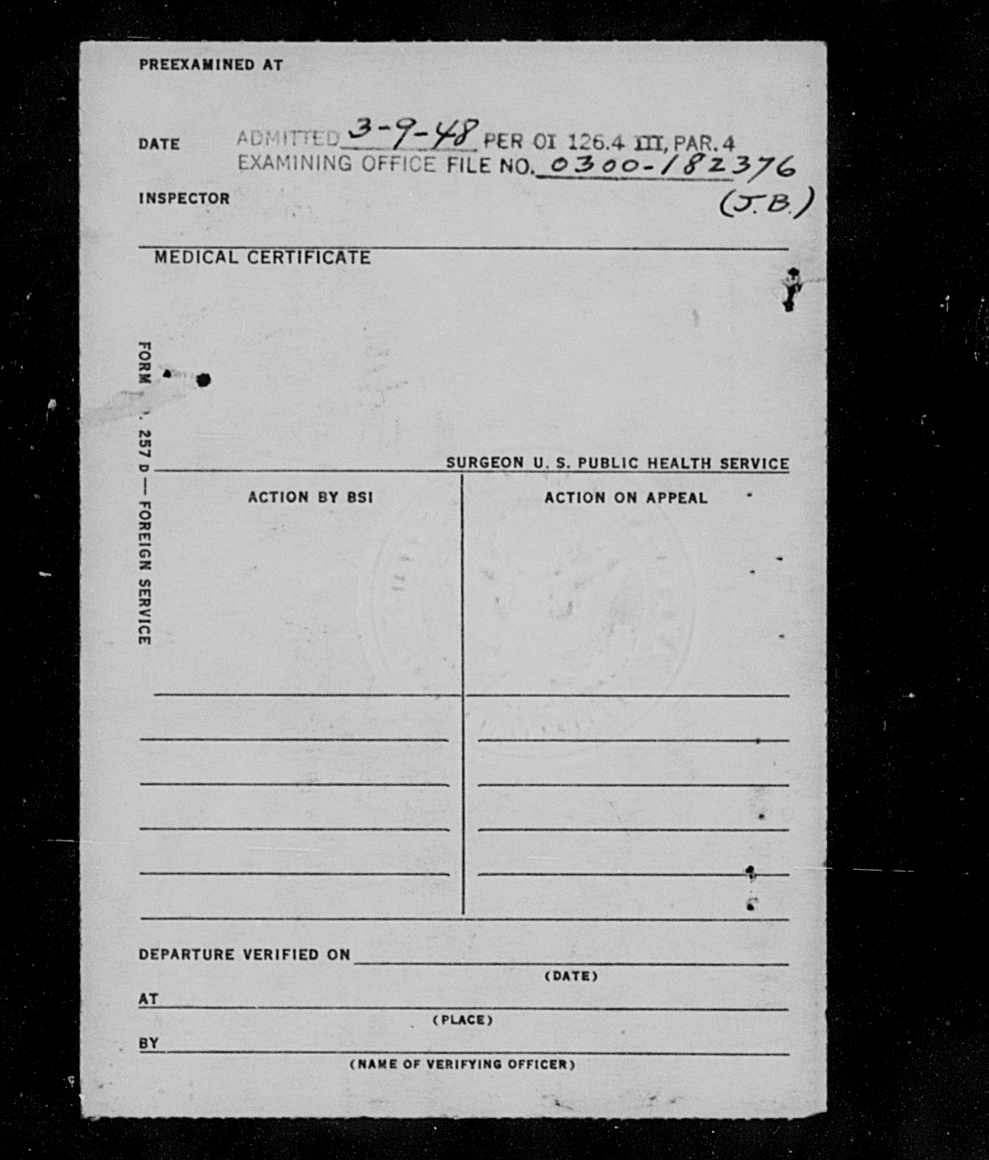 PREEXAMINED AT
DATE ADMITTED 3-9-48 PER OI 126.4 III, PAR. 4
EXAMINING OFFICE FILE NO. 0300-182376
INSPECTOR (J.B.)
MEDICAL CERTIFICATE
FORM . 257 D — FOREIGN SERVICE
SURGEON U. S. PUBLIC HEALTH SERVICE
ACTION BY BSI ACTION ON APPEAL
DEPARTURE VERIFIED ON
(DATE)
AT
(PLACE)
BY
(NAME OF VERIFYING OFFICER)